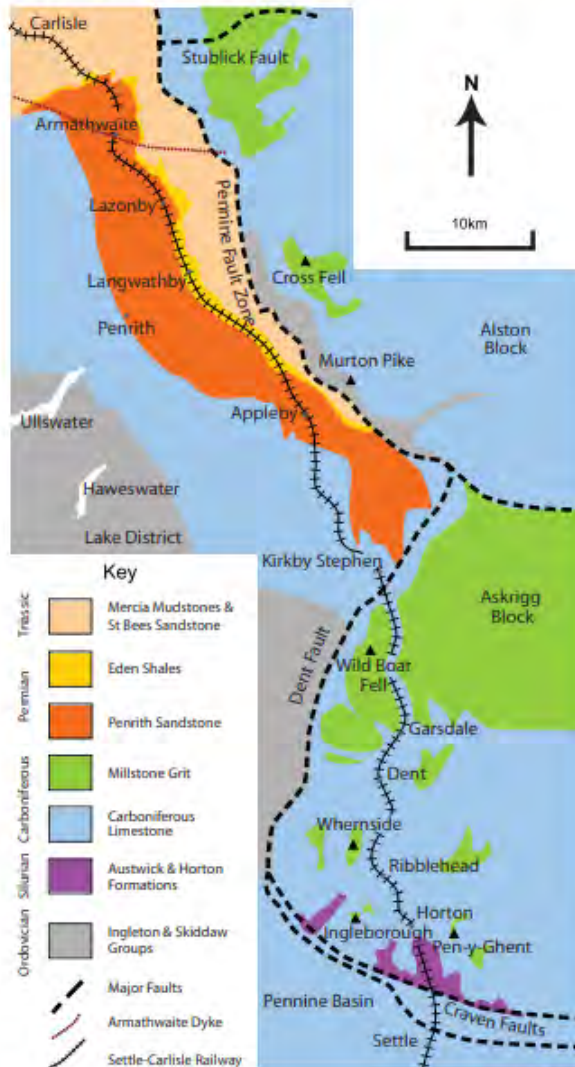 Carlisle
Stublick Fault
N
Armathwaite
10km
Lazonby
Pennine Fault Zone
Langwathby
Cross Fell
Penrith
Alston
Block
Murton Pike
Ullswater
Appleby
Haweswater
Lake District
Kirkby Stephen
Askrigg
Block
Dent Fault
Wild Boar
Fell
Garsdale
Dent
Whernside
Ribblehead
Horton
Ingleborough
Pen-y-Ghent
Pennine Basin
Craven Faults
Settle
Key
Triassic
Mercia Mudstones &
St Bees Sandstone
Permian
Eden Shales
Penrith Sandstone
Carboniferous
Millstone Grit
Carboniferous
Limestone
Silurian
Austwick & Horton
Formations
Ordovician
Ingleton & Skiddaw
Groups
Major Faults
Armathwaite Dyke
Settle-Carlisle Railway